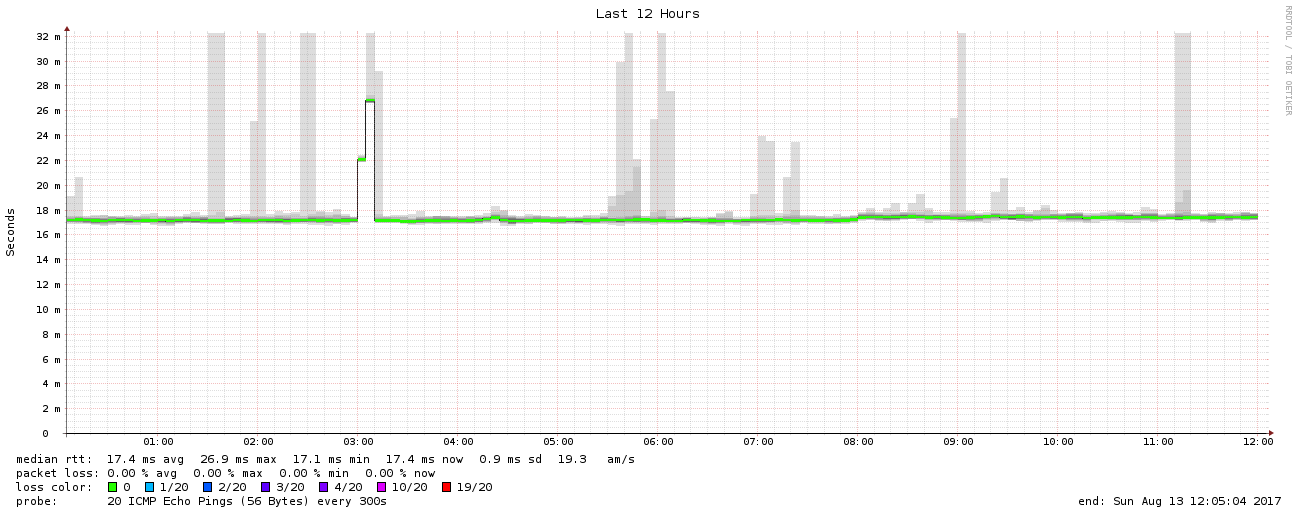 Last 12 Hours
RRDTOOL / TOBI OETIKER
Seconds
32 m
30 m
28 m
26 m
24 m
22 m
20 m
18 m
16 m
14 m
12 m
10 m
8 m
6 m
4 m
2 m
0
01:00 02:00 03:00 04:00 05:00 06:00 07:00 08:00 09:00 10:00 11:00 12:00
median rtt: 17.4 ms avg 26.9 ms max 17.1 ms min 17.4 ms now 0.9 ms sd 19.3 am/s
packet loss: 0.00 % avg 0.00 % max 0.00 % min 0.00 % now
loss color: 0 1/20 2/20 3/20 4/20 10/20 19/20
probe: 20 ICMP Echo Pings (56 Bytes) every 300s end: Sun Aug 13 12:05:04 2017